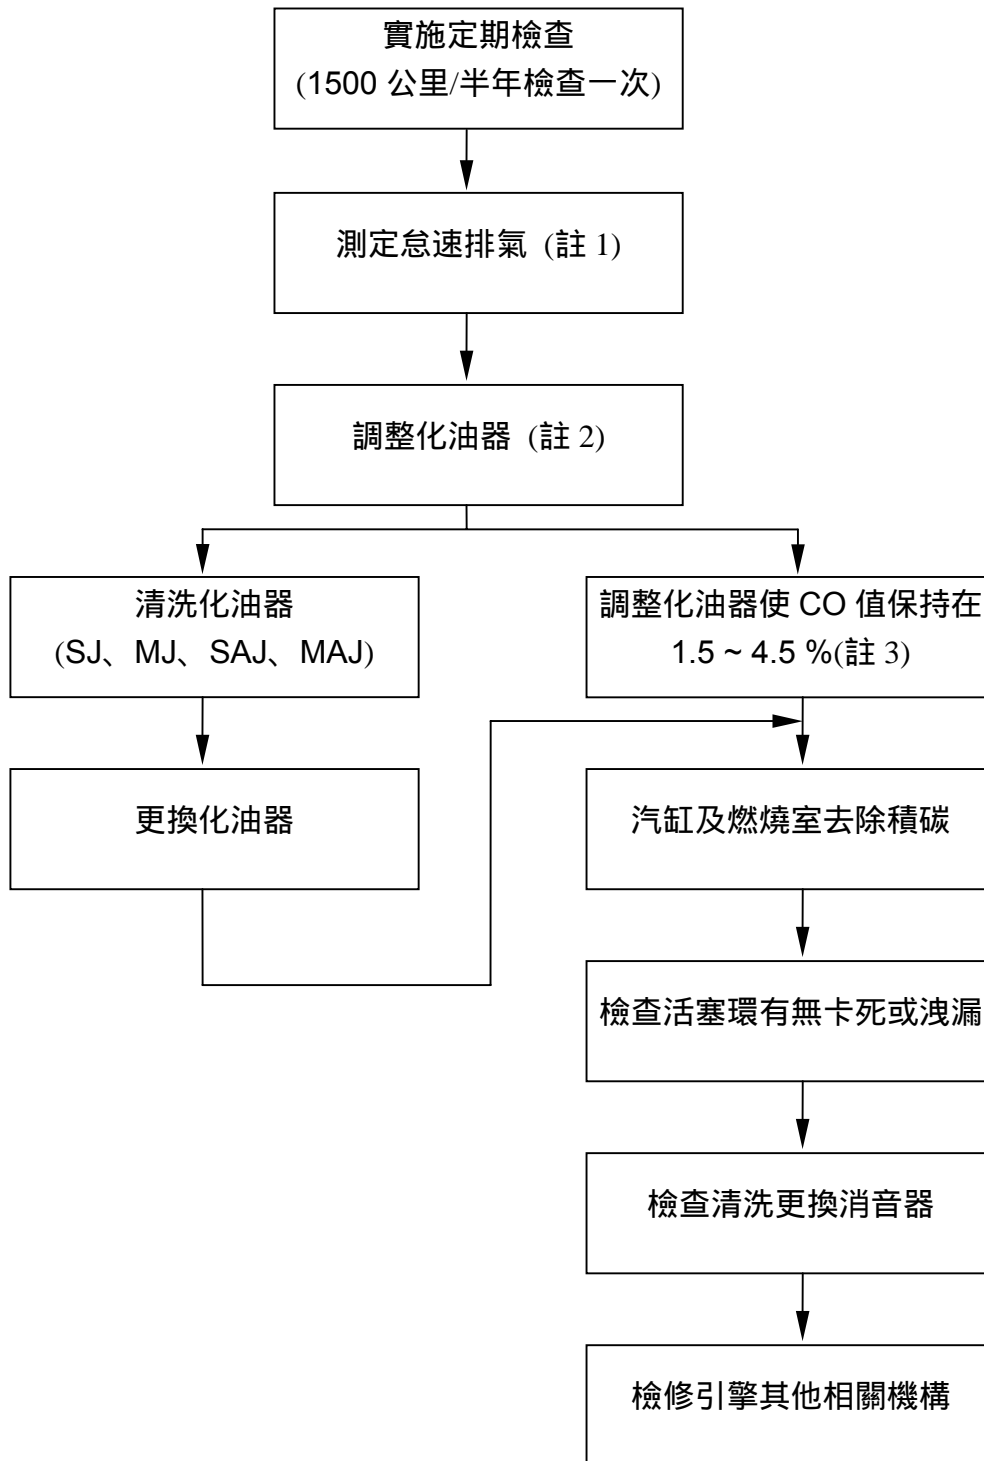 實施定期檢查
(1500 公里/半年檢查一次)
測定怠速排氣 (註 1)
調整化油器 (註 2)
清洗化油器
(SJ、MJ、SAJ、MAJ)
更換化油器
調整化油器使 CO 值保持在
1.5 ~ 4.5 %(註 3)
汽缸及燃燒室去除積碳
檢查活塞環有無卡死或洩漏
檢查清洗更換消音器
檢修引擎其他相關機構